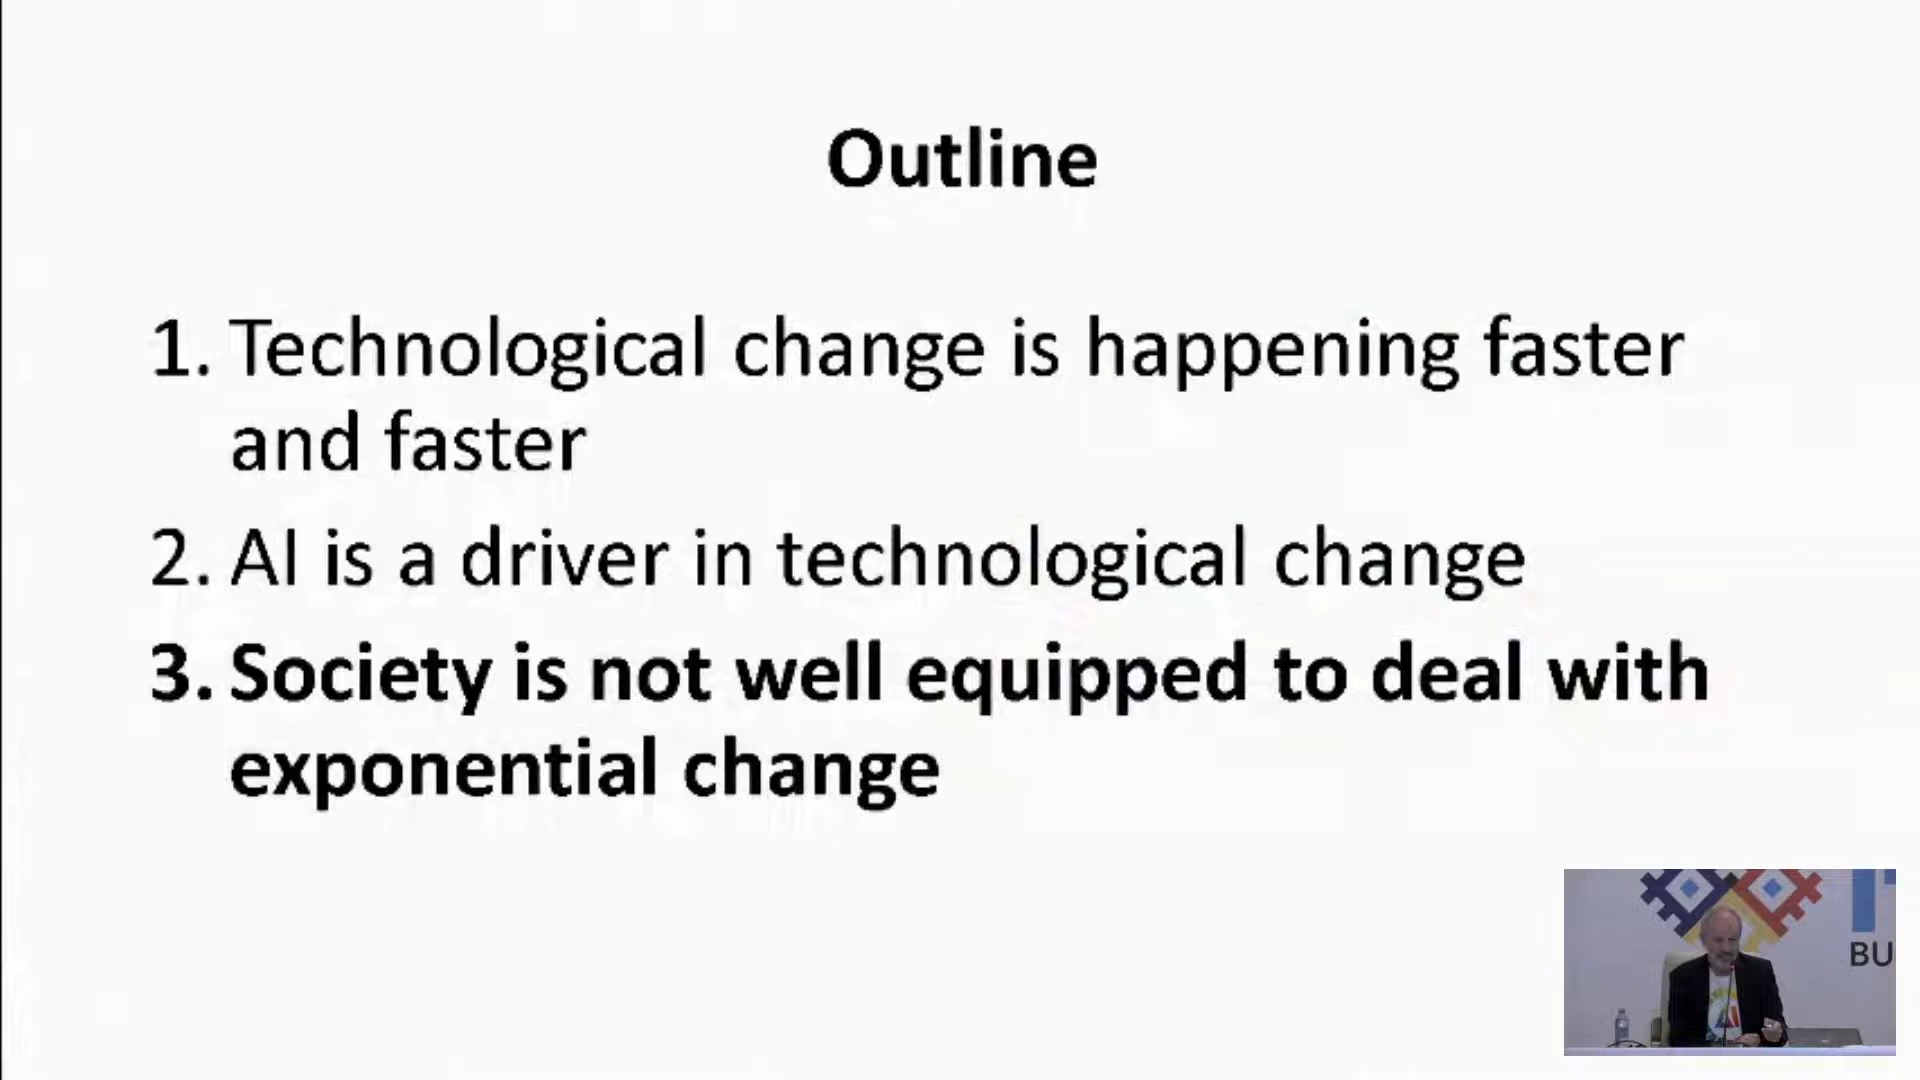 Outline
1. Technological change is happening faster
and faster
2. AI is a driver in technological change
3. Society is not well equipped to deal with
exponential change
BU
AI